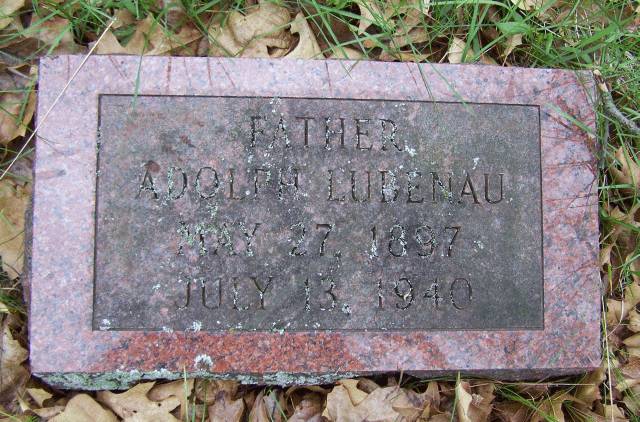 FATHER
ADOLPH LUBENAU
MAY 27, 1897
JULY 13, 1940